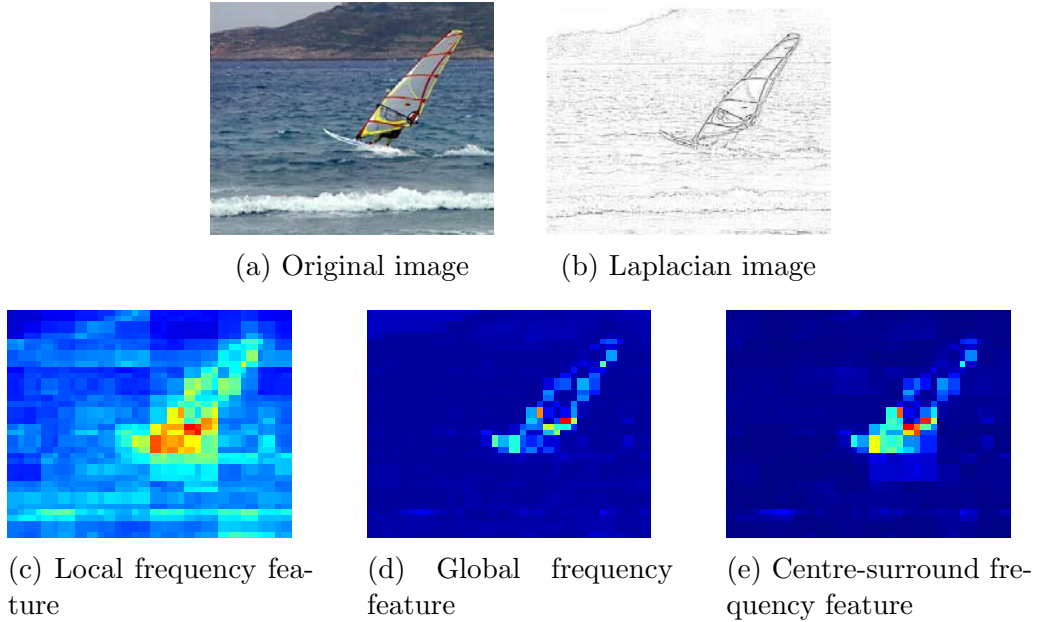 (a) Original image
(b) Laplacian image
(c) Local frequency fea-
ture
(d) Global frequency
feature
(e) Centre-surround fre-
quency feature